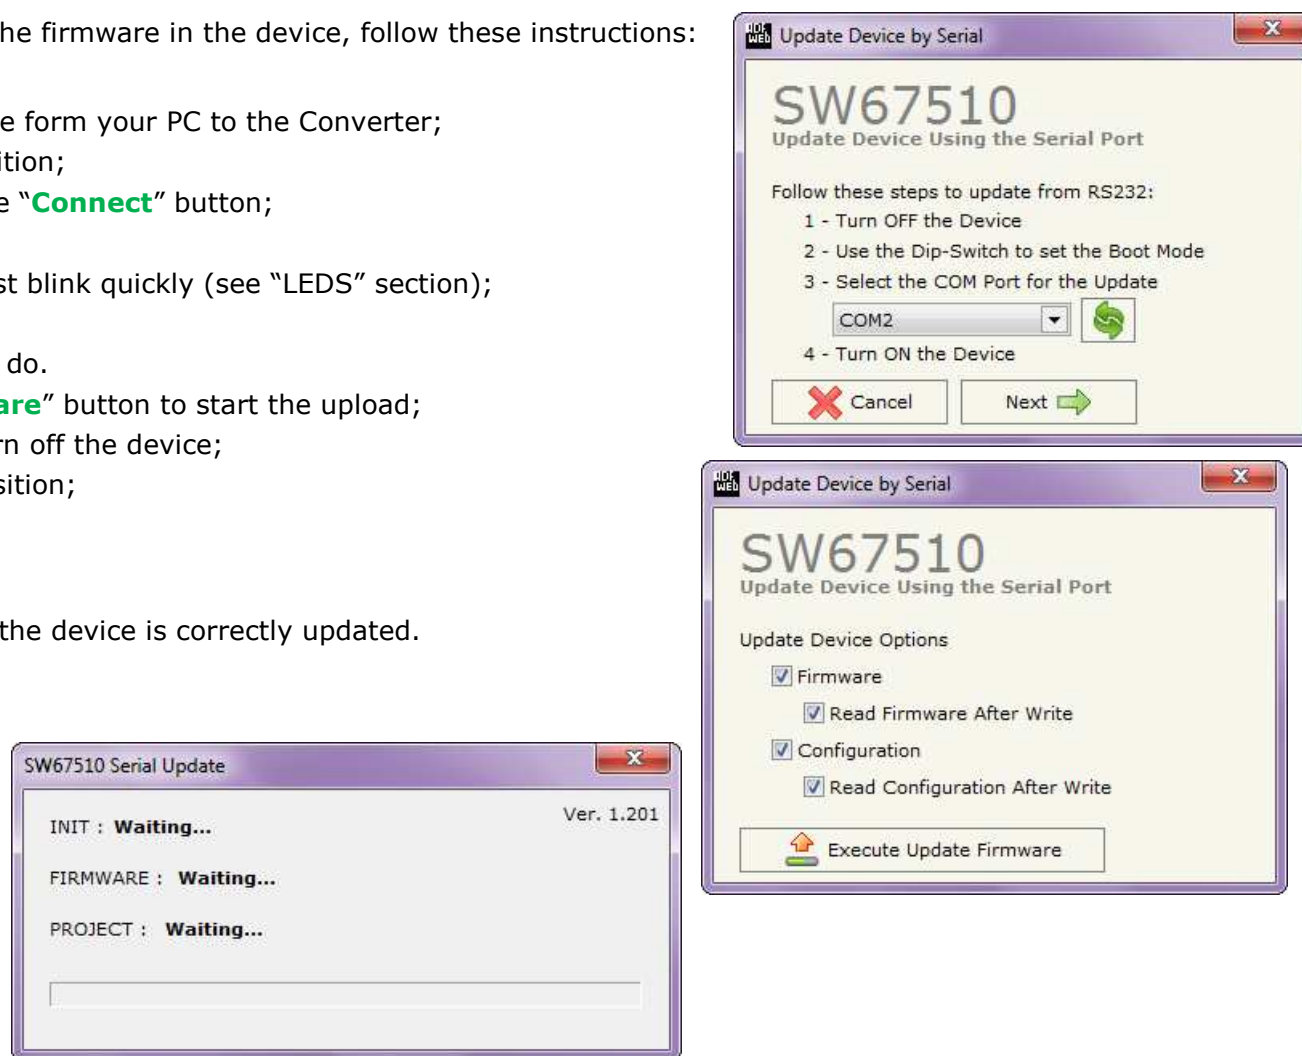 he firmware in the device, follow these instructions:
e form your PC to the Converter;
ition;
e “Connect” button;
st blink quickly (see “LEDS” section);
do.
are” button to start the upload;
rn off the device;
sition;
the device is correctly updated.
ADF
WEB
Update Device by Serial
SW67510
Update Device Using the Serial Port
Follow these steps to update from RS232:
1 - Turn OFF the Device
2 - Use the Dip-Switch to set the Boot Mode
3 - Select the COM Port for the Update
COM2
4 - Turn ON the Device
Cancel
Next
ADF
WEB
Update Device by Serial
SW67510
Update Device Using the Serial Port
Update Device Options
Firmware
Read Firmware After Write
Configuration
Read Configuration After Write
Execute Update Firmware
SW67510 Serial Update
Ver. 1.201
INIT : Waiting...
FIRMWARE : Waiting...
PROJECT : Waiting...